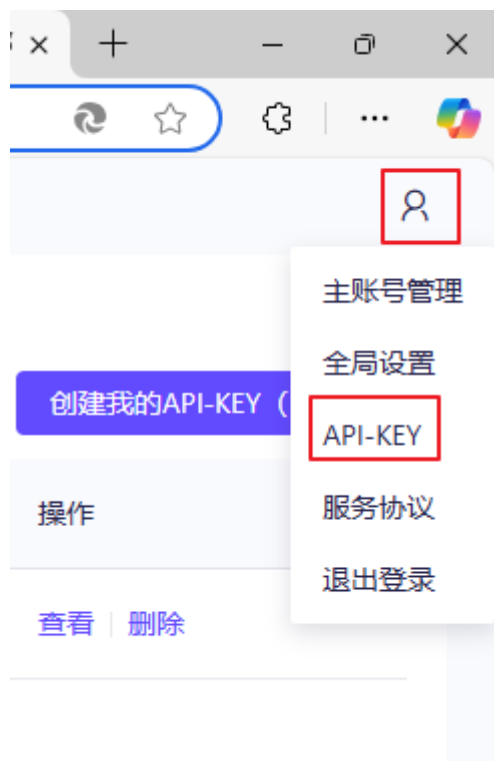 主账号管理
全局设置
创建我的API-KEY（
API-KEY
操作
服务协议
退出登录
查看
删除